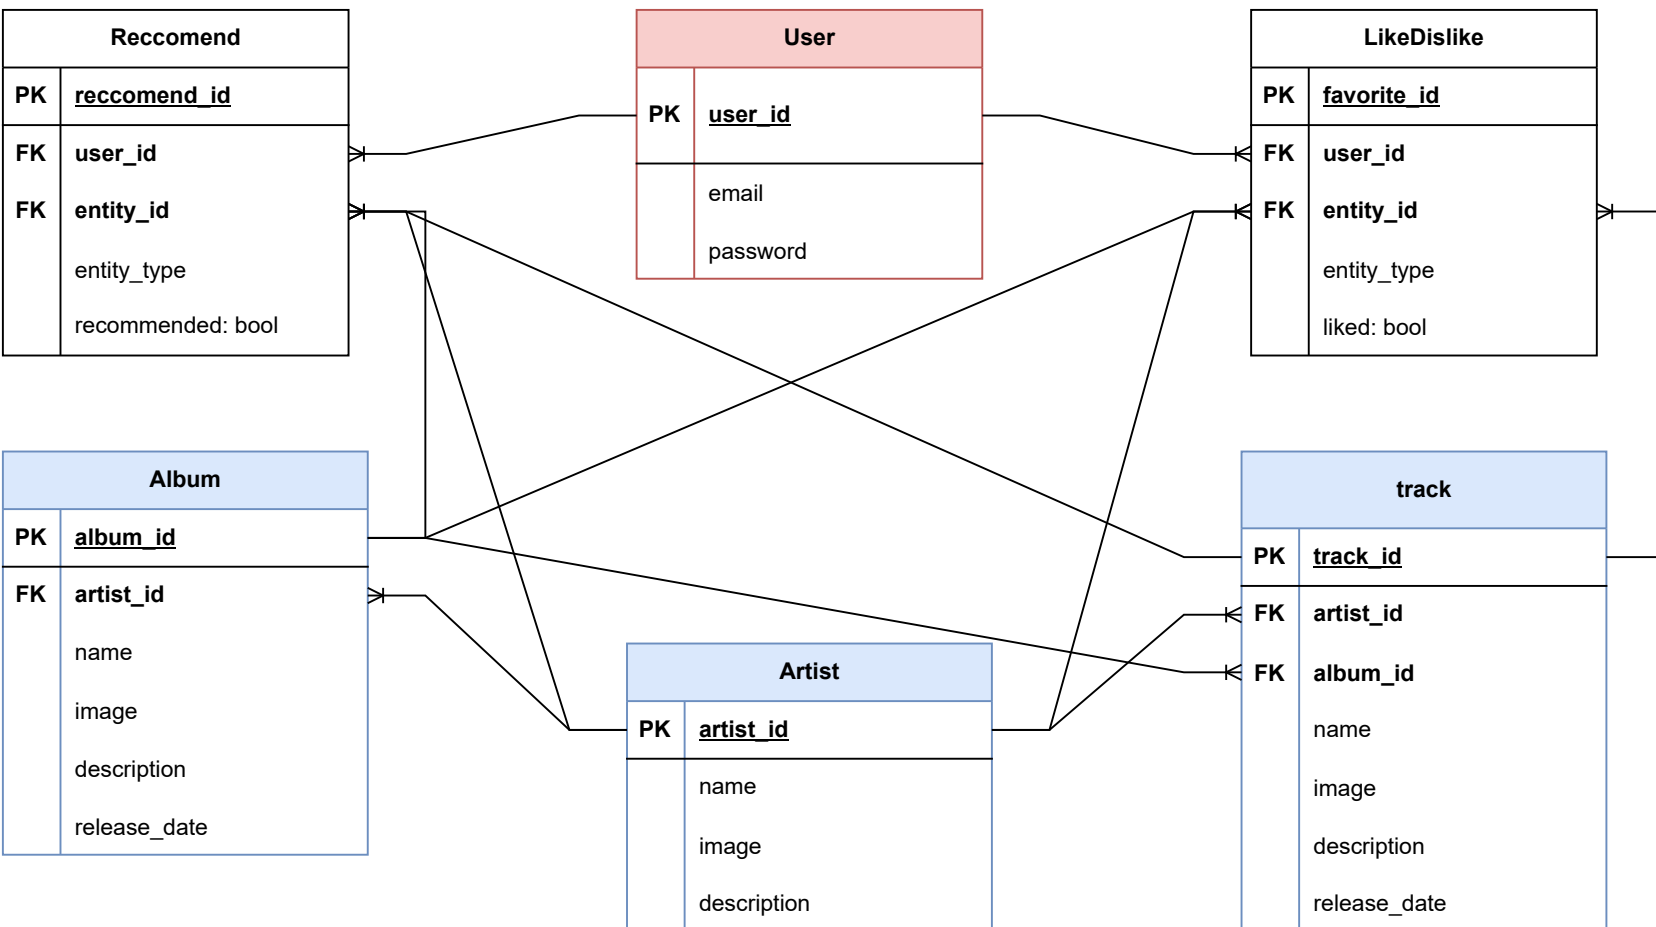 Reccomend
PK reccomend_id
FK user_id
FK entity_id
entity_type
recommended: bool
User
PK user_id
email
password
LikeDislike
PK favorite_id
FK user_id
FK entity_id
entity_type
liked: bool
Album
PK album_id
FK artist_id
name
image
description
release_date
Artist
PK artist_id
name
image
description
track
PK track_id
FK artist_id
FK album_id
name
image
description
release_date